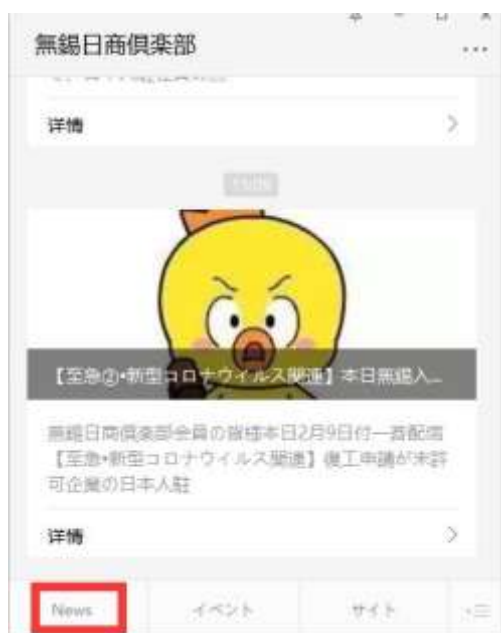 無錫日商倶楽部
详情
【至急②•新型コロナウイルス関連】本日無錫入...
無錫日商倶楽部会員の皆様本日2月9日付一斉配信
【至急•新型コロナウイルス関連】復工申請が未許
可企業の日本人駐
详情
News
イベント
サイト